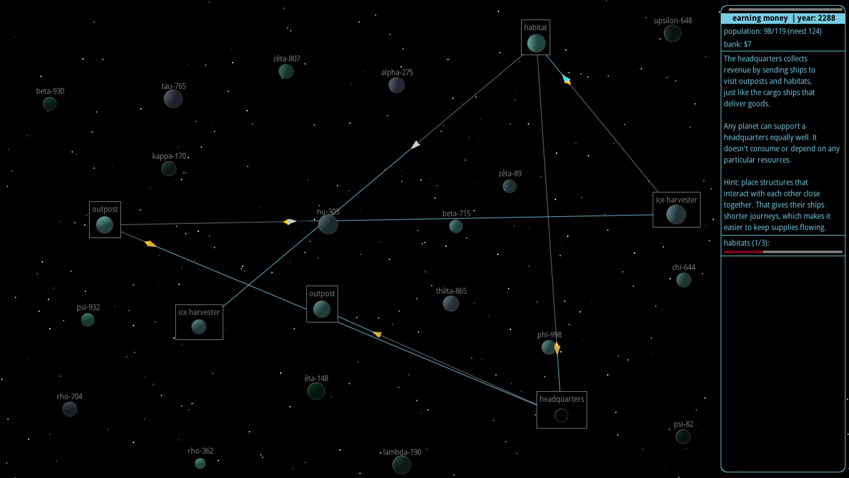 earning money | year: 2288
population: 98/119 (need 124)
bank: $7
The headquarters collects
revenue by sending ships to
visit outposts and habitats,
just like the cargo ships that
deliver goods.
Any planet can support a
headquarters equally well. It
doesn't consume or depend on any
particular resources.
Hint: place structures that
interact with each other close
together. That gives their ships
shorter journeys, which makes it
easier to keep supplies flowing.
habitats (1/3):
habitat
upsilon-648
zêta-807
alpha-275
tau-765
beta-930
kappa-170
zêta-89
ice harvester
outpost
nu-303
beta-715
chi-644
outpost
thêta-865
psi-932
ice harvester
phi-998
êta-148
headquarters
rho-704
psi-82
rho-362
lambda-190